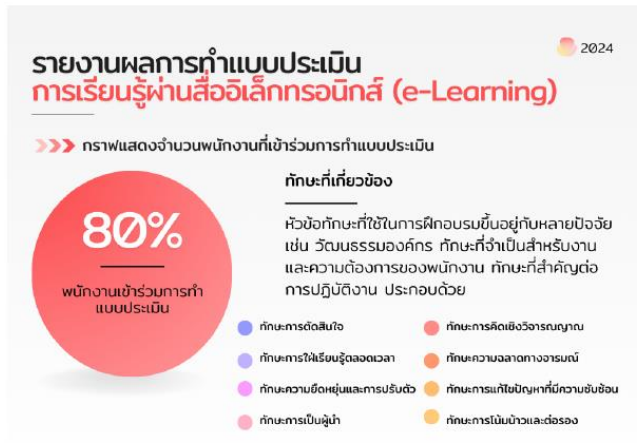 2024
รายงานผลการทำแบบประเมิน
การเรียนรู้ผ่านสื่ออิเล็กทรอนิกส์ (e-Learning)
กราฟแสดงจำนวนพนักงานที่เข้าร่วมการทำแบบประเมิน
80%
พนักงานเข้าร่วมการทำ
แบบประเมิน
ทักษะที่เกี่ยวข้อง
หัวข้อทักษะที่ใช้ในการฝึกอบรมขึ้นอยู่กับหลายปัจจัย
เช่น วัฒนธรรมองค์กร ทักษะที่จำเป็นสำหรับงาน
และความต้องการของพนักงาน ทักษะที่สำคัญต่อ
การปฏิบัติงาน ประกอบด้วย
ทักษะการตัดสินใจ
ทักษะการคิดเชิงวิจารณญาณ
ทักษะการใฝ่เรียนรู้ตลอดเวลา
ทักษะความฉลาดทางอารมณ์
ทักษะความยืดหยุ่นและการปรับตัว
ทักษะการแก้ไขปัญหาที่มีความซับซ้อน
ทักษะการเป็นผู้นำ
ทักษะการโน้มน้าวและต่อรอง